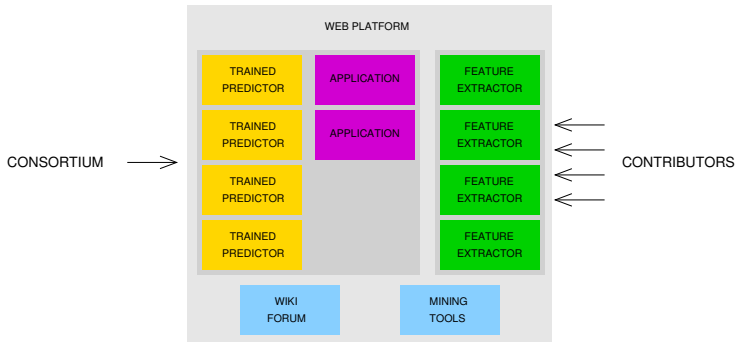 WEB PLATFORM
TRAINED
PREDICTOR
APPLICATION
FEATURE
EXTRACTOR
TRAINED
PREDICTOR
APPLICATION
FEATURE
EXTRACTOR
CONSORTIUM
CONTRIBUTORS
TRAINED
PREDICTOR
FEATURE
EXTRACTOR
TRAINED
PREDICTOR
FEATURE
EXTRACTOR
WIKI
FORUM
MINING
TOOLS